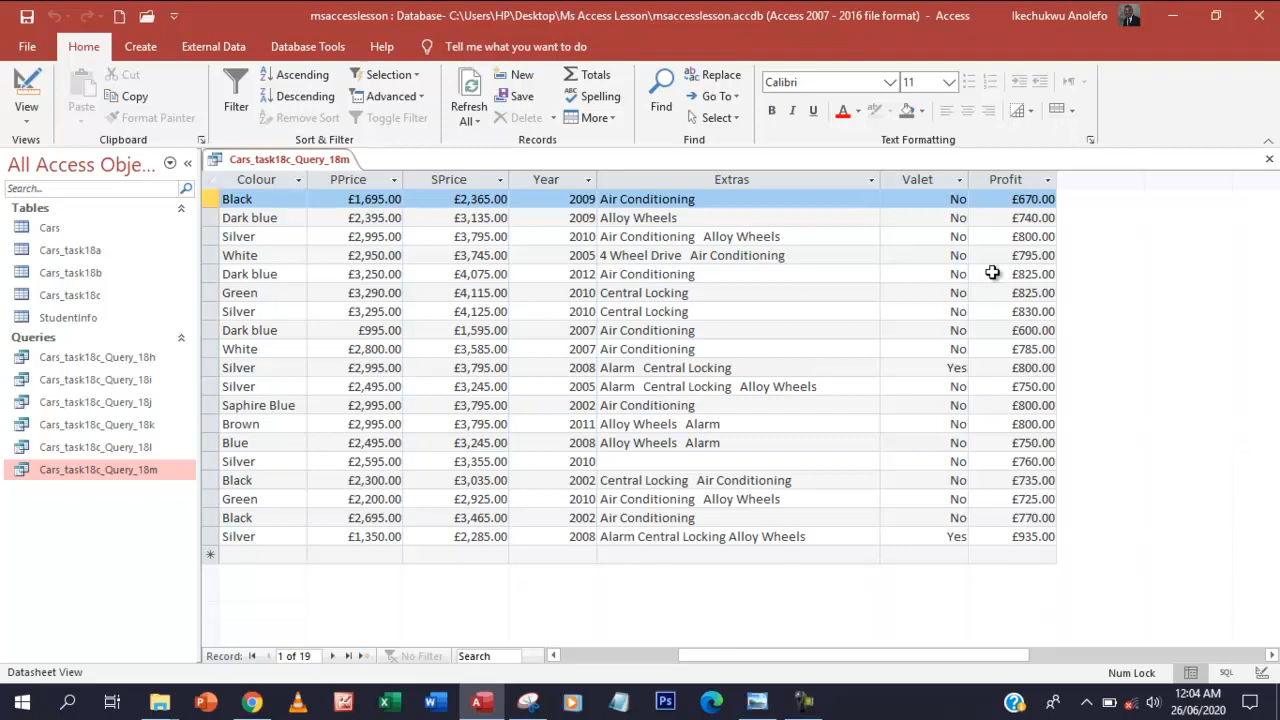 msaccesslesson : Database- C:\Users\HP\Desktop\Ms Access Lesson\msaccesslesson.accdb (Access 2007 - 2016 file format) - Access
Ikechukwu Anolefo
File Home Create External Data Database Tools Help Tell me what you want to do
View
Views
Paste
Cut
Copy
Format Painter
Clipboard
Filter
Ascending
Descending
Remove Sort
Selection
Advanced
Toggle Filter
Sort & Filter
Refresh
All
New
Save
Delete
Totals
Spelling
More
Records
Find
Replace
Go To
Select
Find
Calibri 11
B I U A
Text Formatting
All Access Obje...
Search...
Tables
Cars
Cars_task18a
Cars_task18b
Cars_task18c
StudentInfo
Queries
Cars_task18c_Query_18h
Cars_task18c_Query_18i
Cars_task18c_Query_18j
Cars_task18c_Query_18k
Cars_task18c_Query_18l
Cars_task18c_Query_18m
Cars_task18c_Query_18m
Colour PPrice SPrice Year Extras Valet Profit
Black £1,695.00 £2,365.00 2009 Air Conditioning No £670.00
Dark blue £2,395.00 £3,135.00 2009 Alloy Wheels No £740.00
Silver £2,995.00 £3,795.00 2010 Air Conditioning Alloy Wheels No £800.00
White £2,950.00 £3,745.00 2005 4 Wheel Drive Air Conditioning No £795.00
Dark blue £3,250.00 £4,075.00 2012 Air Conditioning No £825.00
Green £3,290.00 £4,115.00 2010 Central Locking No £825.00
Silver £3,295.00 £4,125.00 2010 Central Locking No £830.00
Dark blue £995.00 £1,595.00 2007 Air Conditioning No £600.00
White £2,800.00 £3,585.00 2007 Air Conditioning No £785.00
Silver £2,995.00 £3,795.00 2008 Alarm Central Locking Yes £800.00
Silver £2,495.00 £3,245.00 2005 Alarm Central Locking Alloy Wheels No £750.00
Saphire Blue £2,995.00 £3,795.00 2002 Air Conditioning No £800.00
Brown £2,995.00 £3,795.00 2011 Alloy Wheels Alarm No £800.00
Blue £2,495.00 £3,245.00 2008 Alloy Wheels Alarm No £750.00
Silver £2,595.00 £3,355.00 2010 No £760.00
Black £2,300.00 £3,035.00 2002 Central Locking Air Conditioning No £735.00
Green £2,200.00 £2,925.00 2010 Air Conditioning Alloy Wheels No £725.00
Black £2,695.00 £3,465.00 2002 Air Conditioning No £770.00
Silver £1,350.00 £2,285.00 2008 Alarm Central Locking Alloy Wheels Yes £935.00
Record: 1 of 19 No Filter Search
Datasheet View
Num Lock
SQL
12:04 AM
26/06/2020